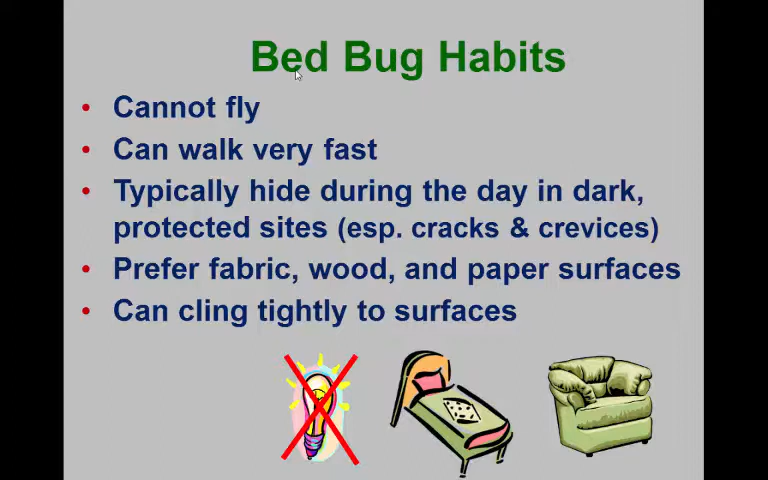 Bed Bug Habits
• Cannot fly
• Can walk very fast
• Typically hide during the day in dark,
protected sites (esp. cracks & crevices)
• Prefer fabric, wood, and paper surfaces
• Can cling tightly to surfaces